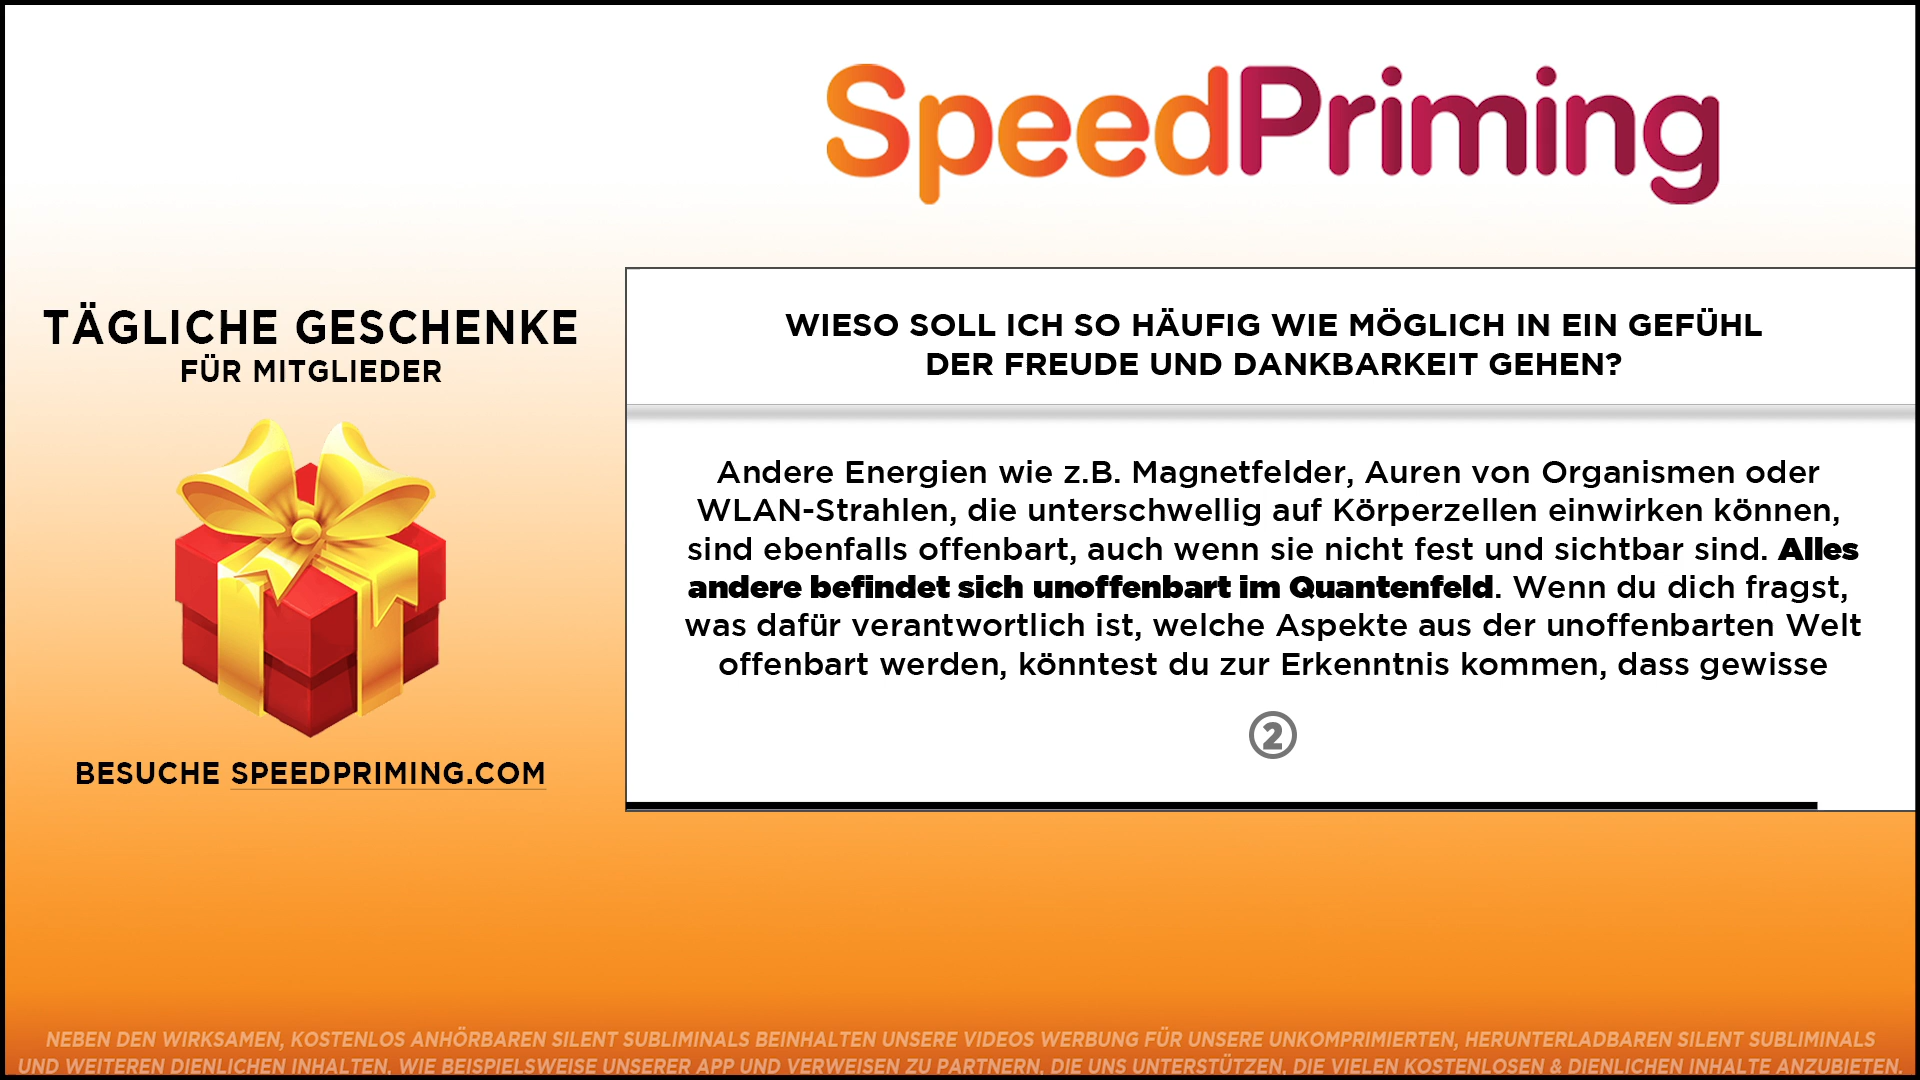 SpeedPriming
TÄGLICHE GESCHENKE
FÜR MITGLIEDER
BESUCHE SPEEDPRIMING.COM
WIESO SOLL ICH SO HÄUFIG WIE MÖGLICH IN EIN GEFÜHL
DER FREUDE UND DANKBARKEIT GEHEN?
Andere Energien wie z.B. Magnetfelder, Auren von Organismen oder
WLAN-Strahlen, die unterschwellig auf Körperzellen einwirken können,
sind ebenfalls offenbart, auch wenn sie nicht fest und sichtbar sind. Alles
andere befindet sich unoffenbart im Quantenfeld. Wenn du dich fragst,
was dafür verantwortlich ist, welche Aspekte aus der unoffenbarten Welt
offenbart werden, könntest du zur Erkenntnis kommen, dass gewisse
2
NEBEN DEN WIRKSAMEN, KOSTENLOS ANHÖRBAREN SILENT SUBLIMINALS BEINHALTEN UNSERE VIDEOS WERBUNG FÜR UNSERE UNKOMPRIMIERTEN, HERUNTERLADBAREN SILENT SUBLIMINALS
UND WEITEREN DIENLICHEN INHALTEN, WIE BEISPIELSWEISE UNSERER APP UND VERWEISEN ZU PARTNERN, DIE UNS UNTERSTÜTZEN, DIE VIELEN KOSTENLOSEN & DIENLICHEN INHALTE ANZUBIETEN.